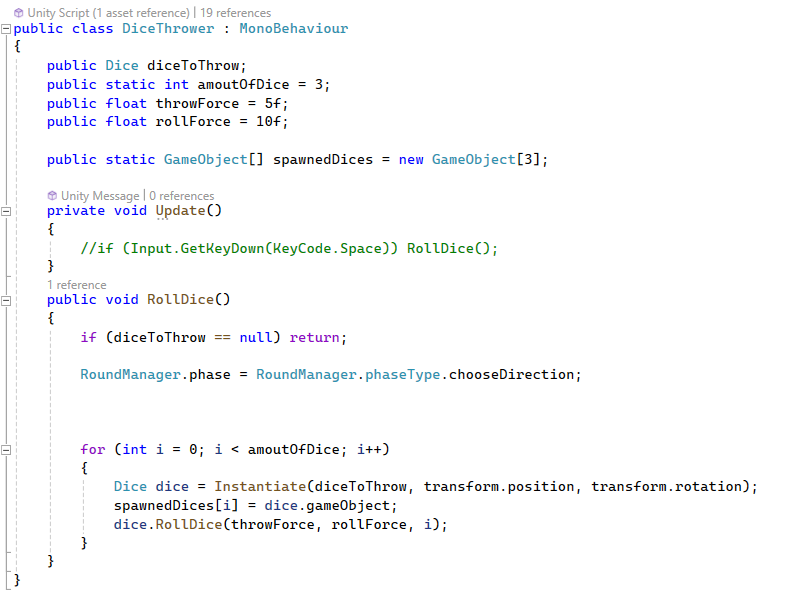 Unity Script (1 asset reference) | 19 references
public class DiceThrower : MonoBehaviour
{
public Dice diceToThrow;
public static int amoutOfDice = 3;
public float throwForce = 5f;
public float rollForce = 10f;
public static GameObject[] spawnedDices = new GameObject[3];
Unity Message | 0 references
private void Update()
{
//if (Input.GetKeyDown(KeyCode.Space)) RollDice();
}
1 reference
public void RollDice()
{
if (diceToThrow == null) return;
RoundManager.phase = RoundManager.phaseType.chooseDirection;
for (int i = 0; i < amoutOfDice; i++)
{
Dice dice = Instantiate(diceToThrow, transform.position, transform.rotation);
spawnedDices[i] = dice.gameObject;
dice.RollDice(throwForce, rollForce, i);
}
}
}